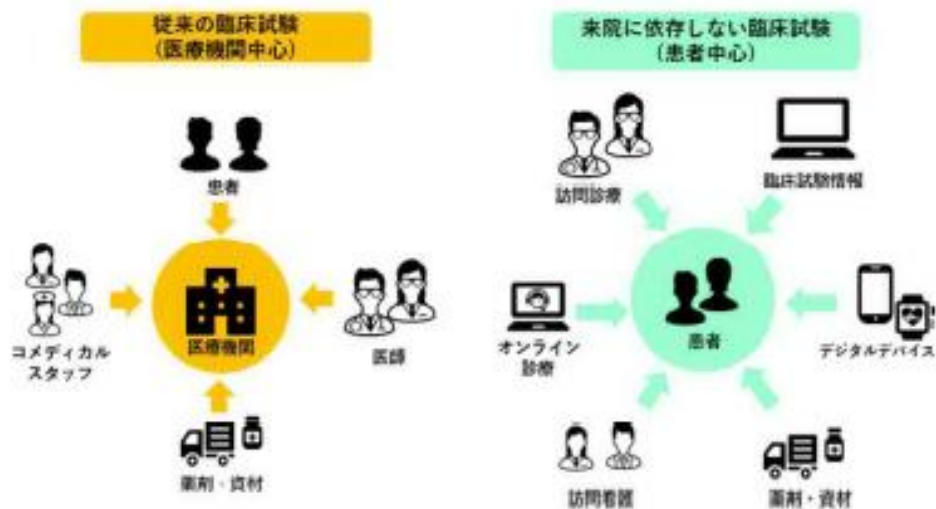 従来の臨床試験
(医療機関中心)
患者
コメディカル
スタッフ
医療機関
医師
薬剤・資材
来院に依存しない臨床試験
(患者中心)
訪問診療
臨床試験情報
オンライン
診療
患者
デジタルデバイス
訪問看護
薬剤・資材